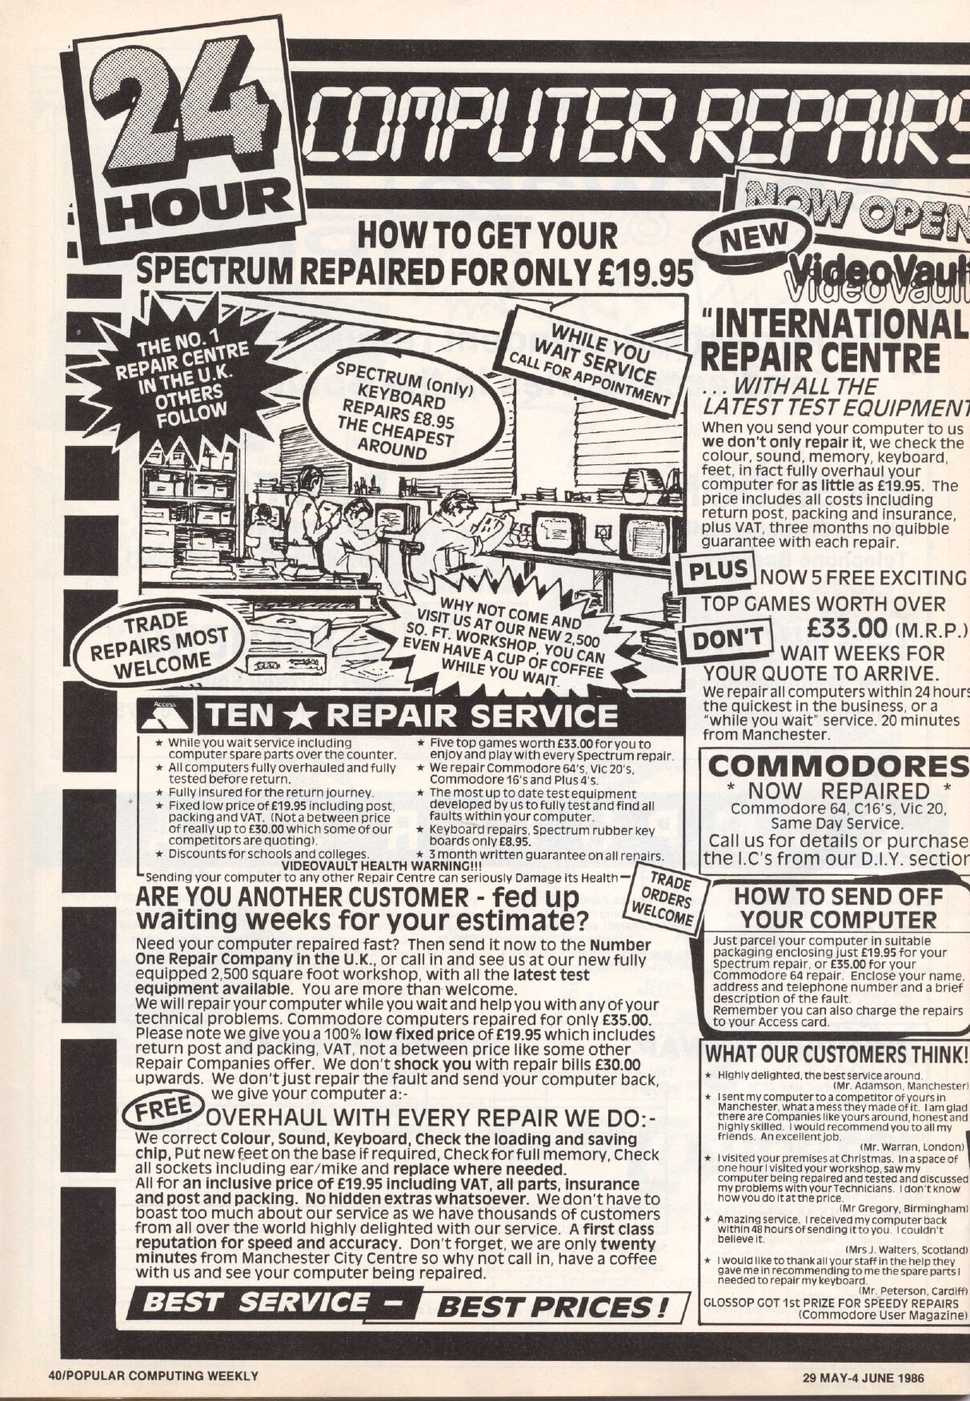 24
HOUR
COMPUTER REPAIRS
HOW TO GET YOUR
SPECTRUM REPAIRED FOR ONLY £19.95
THE NO. 1
REPAIR CENTRE
IN THE U.K.
OTHERS
FOLLOW
SPECTRUM (only)
KEYBOARD
REPAIRS £8.95
THE CHEAPEST
AROUND
WHILE YOU
WAIT SERVICE
CALL FOR APPOINTMENT
TRADE
REPAIRS MOST
WELCOME
WHY NOT COME AND
VISIT US AT OUR NEW 2,500
SQ. FT. WORKSHOP, YOU CAN
EVEN HAVE A CUP OF COFFEE
WHILE YOU WAIT.
Access
TEN ★ REPAIR SERVICE
★ While you wait service including
computer spare parts over the counter.
★ All computers fully overhauled and fully
tested before return.
★ Fully insured for the return journey.
★ Fixed low price of £19.95 including post,
packing and VAT. (Not a between price
of really up to £30.00 which some of our
competitors are quoting).
★ Discounts for schools and colleges.
★ Five top games worth £33.00 for you to
enjoy and play with every Spectrum repair.
★ We repair Commodore 64's, Vic 20's,
Commodore 16's and Plus 4's.
★ The most up to date test equipment
developed by us to fully test and find all
faults within your computer.
★ Keyboard repairs, Spectrum rubber key
boards only £8.95.
★ 3 month written guarantee on all repairs.
VIDEOVAULT HEALTH WARNING!!!
Sending your computer to any other Repair Centre can seriously Damage its Health
TRADE
ORDERS
WELCOME
ARE YOU ANOTHER CUSTOMER - fed up
waiting weeks for your estimate?
Need your computer repaired fast? Then send it now to the Number
One Repair Company in the U.K., or call in and see us at our new fully
equipped 2,500 square foot workshop, with all the latest test
equipment available. You are more than welcome.
We will repair your computer while you wait and help you with any of your
technical problems. Commodore computers repaired for only £35.00.
Please note we give you a 100% low fixed price of £19.95 which includes
return post and packing, VAT, not a between price like some other
Repair Companies offer. We don't shock you with repair bills £30.00
upwards. We don't just repair the fault and send your computer back,
we give your computer a:-
FREE
OVERHAUL WITH EVERY REPAIR WE DO:-
We correct Colour, Sound, Keyboard, Check the loading and saving
chip, Put new feet on the base if required, Check for full memory, Check
all sockets including ear/mike and replace where needed.
All for an inclusive price of £19.95 including VAT, all parts, insurance
and post and packing. No hidden extras whatsoever. We don't have to
boast too much about our service as we have thousands of customers
from all over the world highly delighted with our service. A first class
reputation for speed and accuracy. Don't forget, we are only twenty
minutes from Manchester City Centre so why not call in, have a coffee
with us and see your computer being repaired.
BEST SERVICE – BEST PRICES!
NOW OPEN
NEW
VideoVault
"INTERNATIONAL
REPAIR CENTRE
. . . WITH ALL THE
LATEST TEST EQUIPMENT
When you send your computer to us
we don't only repair it, we check the
colour, sound, memory, keyboard,
feet, in fact fully overhaul your
computer for as little as £19.95. The
price includes all costs including
return post, packing and insurance,
plus VAT, three months no quibble
guarantee with each repair.
PLUS NOW 5 FREE EXCITING
TOP GAMES WORTH OVER
£33.00 (M.R.P.)
DON'T WAIT WEEKS FOR
YOUR QUOTE TO ARRIVE.
We repair all computers within 24 hours
the quickest in the business, or a
"while you wait" service. 20 minutes
from Manchester.
COMMODORES
* NOW REPAIRED *
Commodore 64, C16's, Vic 20,
Same Day Service.
Call us for details or purchase
the I.C's from our D.I.Y. section
HOW TO SEND OFF
YOUR COMPUTER
Just parcel your computer in suitable
packaging enclosing just £19.95 for your
Spectrum repair, or £35.00 for your
Commodore 64 repair. Enclose your name,
address and telephone number and a brief
description of the fault.
Remember you can also charge the repairs
to your Access card.
WHAT OUR CUSTOMERS THINK!
★ Highly delighted, the best service around.
(Mr. Adamson, Manchester)
★ I sent my computer to a competitor of yours in
Manchester, what a mess they made of it. I am glad
there are Companies like yours around, honest and
highly skilled. I would recommend you to all my
friends. An excellent job.
(Mr. Warran, London)
★ I visited your premises at Christmas. In a space of
one hour I visited your workshop, saw my
computer being repaired and tested and discussed
my problems with your Technicians. I don't know
how you do it at the price.
(Mr Gregory, Birmingham)
★ Amazing service. I received my computer back
within 48 hours of sending it to you. I couldn't
believe it.
(Mrs J. Walters, Scotland)
★ I would like to thank all your staff in the help they
gave me in recommending to me the spare parts I
needed to repair my keyboard.
(Mr. Peterson, Cardiff)
GLOSSOP GOT 1st PRIZE FOR SPEEDY REPAIRS
(Commodore User Magazine)
40/POPULAR COMPUTING WEEKLY
29 MAY-4 JUNE 1986